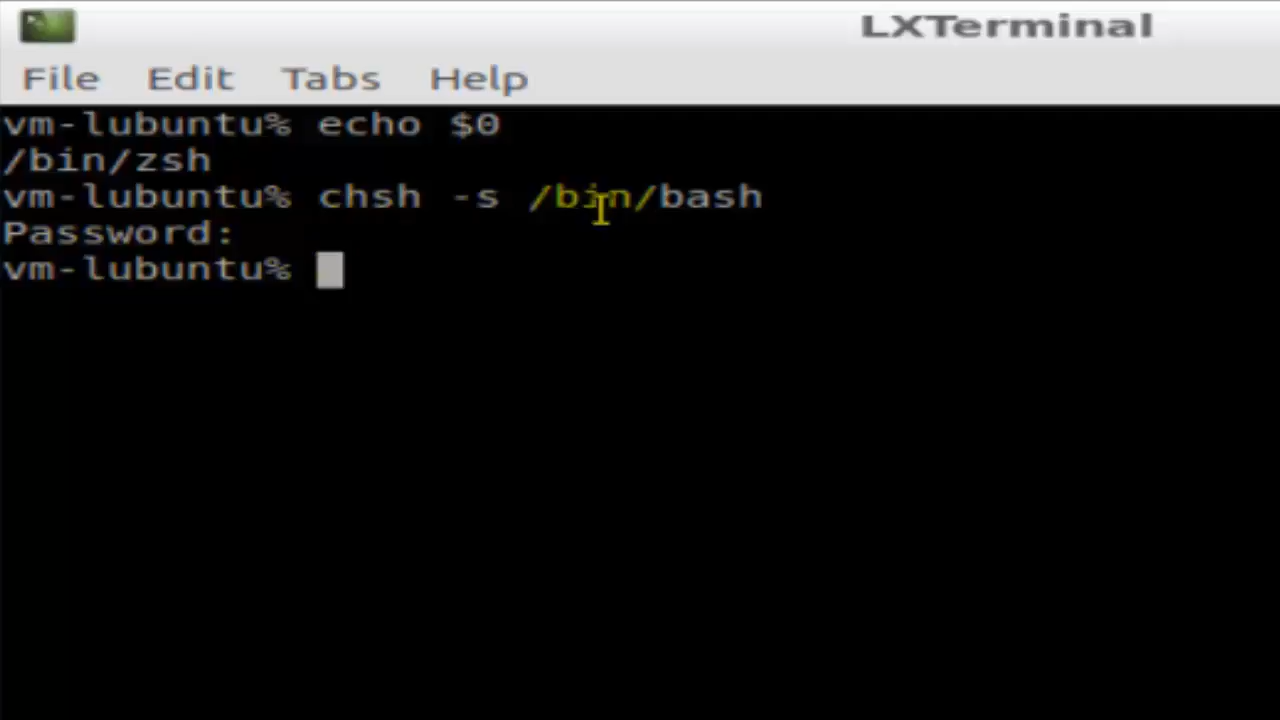 LXTerminal
File Edit Tabs Help
vm-lubuntu% echo $0
/bin/zsh
vm-lubuntu% chsh -s /bin/bash
Password:
vm-lubuntu%